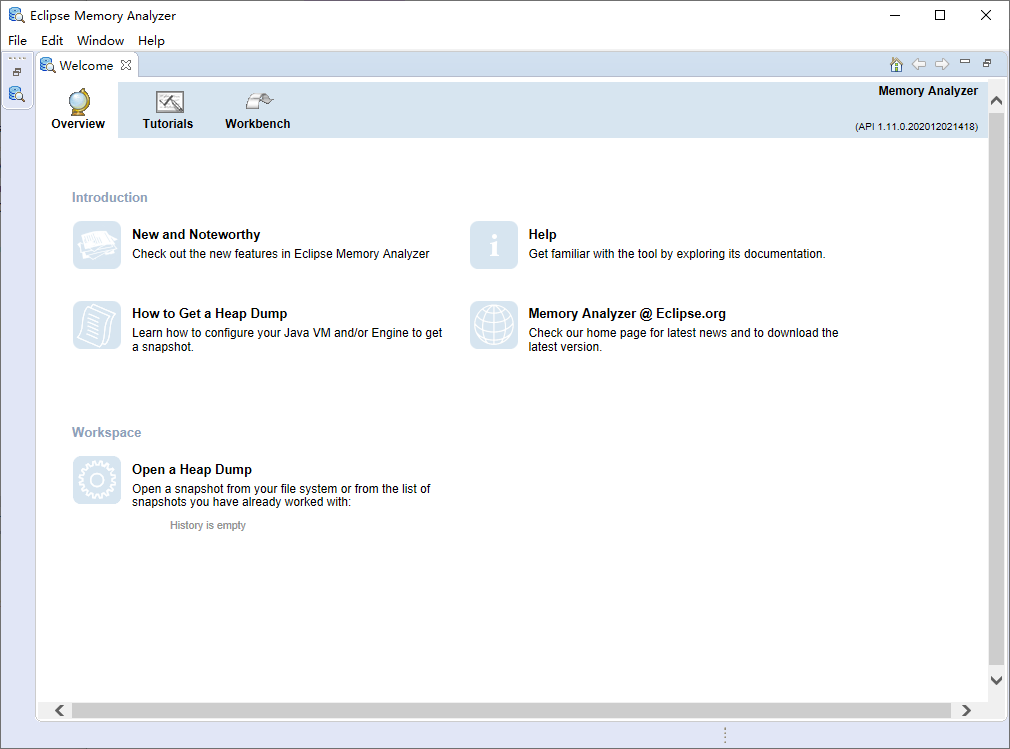 Eclipse Memory Analyzer
File Edit Window Help
Welcome
Overview
Tutorials
Workbench
Memory Analyzer
(API 1.11.0.202012021418)
Introduction
New and Noteworthy
Check out the new features in Eclipse Memory Analyzer
Help
Get familiar with the tool by exploring its documentation.
How to Get a Heap Dump
Learn how to configure your Java VM and/or Engine to get
a snapshot.
Memory Analyzer @ Eclipse.org
Check our home page for latest news and to download the
latest version.
Workspace
Open a Heap Dump
Open a snapshot from your file system or from the list of
snapshots you have already worked with:
History is empty